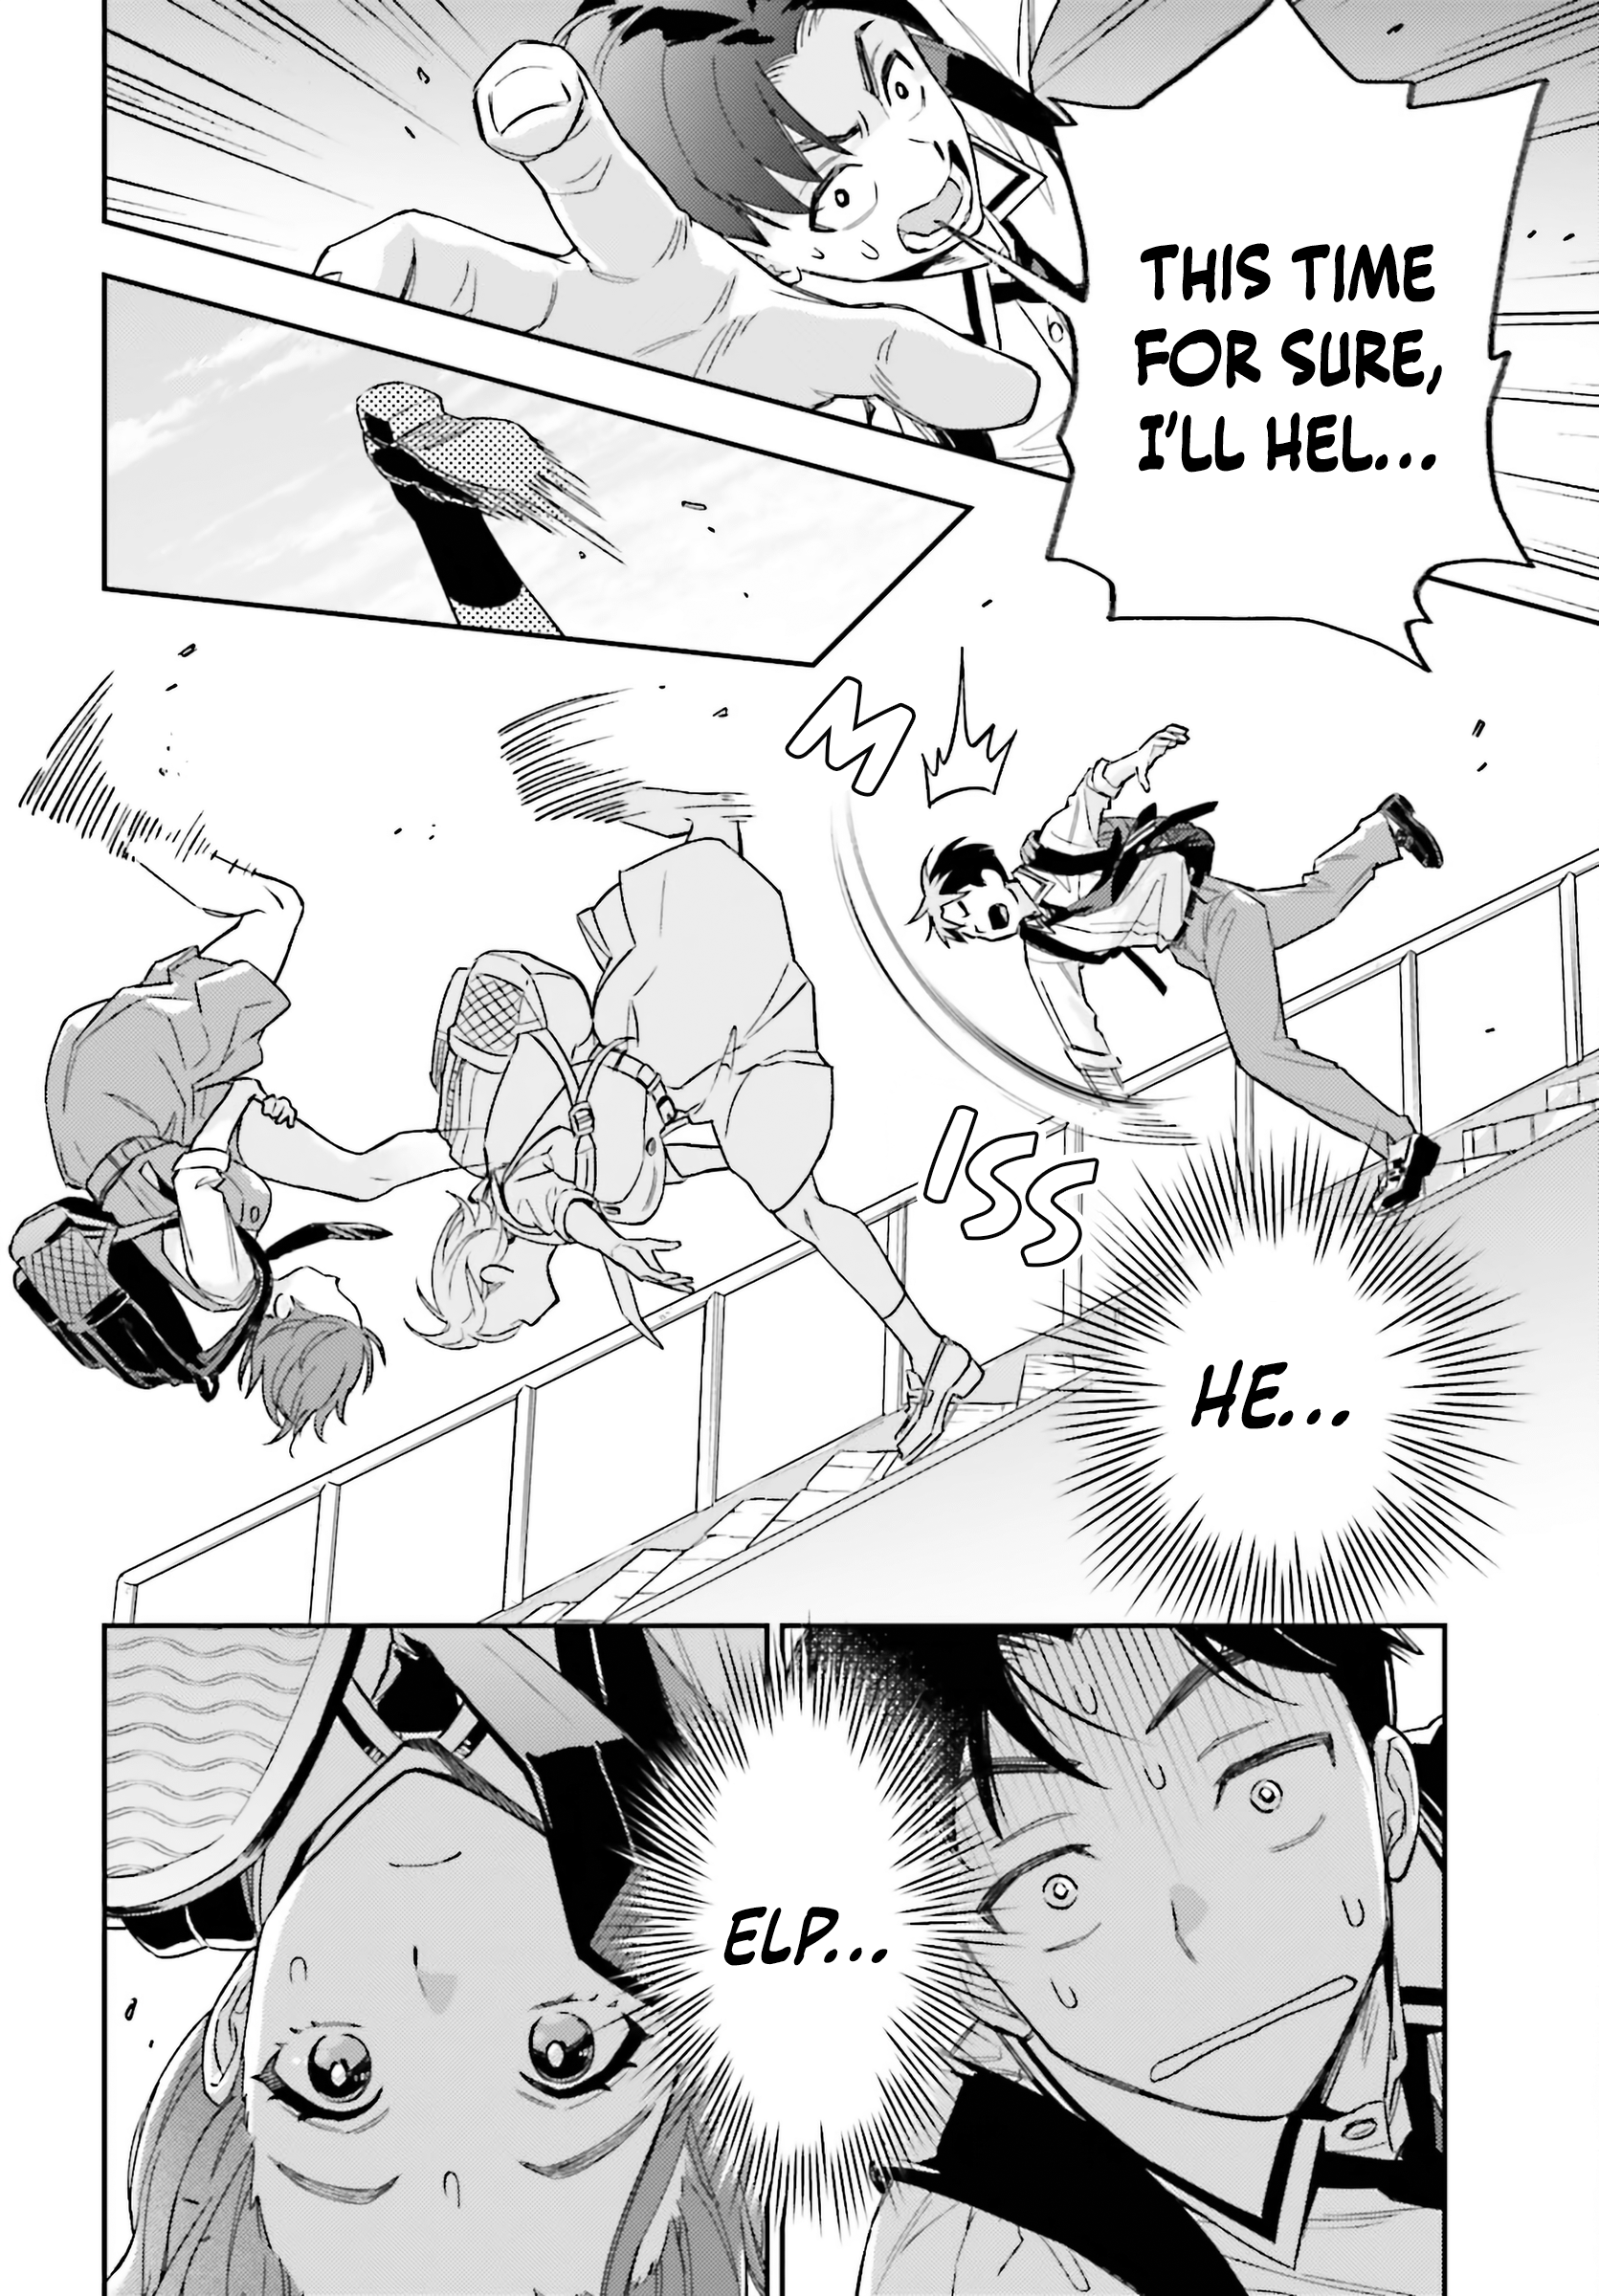 THIS TIME
FOR SURE,
I'LL HEL...
M
ISS
HE...
ELP...